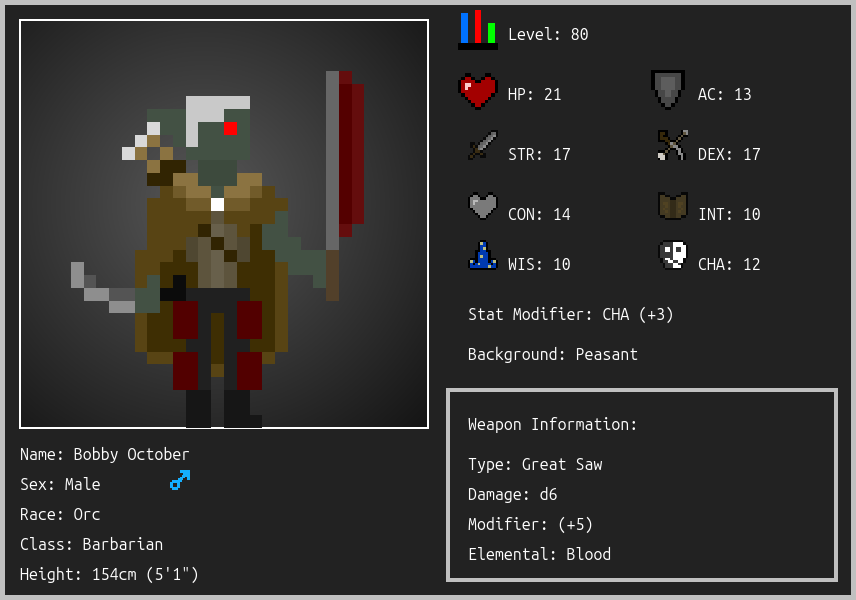 Level: 80
HP: 21
AC: 13
STR: 17
DEX: 17
CON: 14
INT: 10
WIS: 10
CHA: 12
Stat Modifier: CHA (+3)
Background: Peasant
Weapon Information:
Type: Great Saw
Damage: d6
Modifier: (+5)
Elemental: Blood
Name: Bobby October
Sex: Male
Race: Orc
Class: Barbarian
Height: 154cm (5'1")